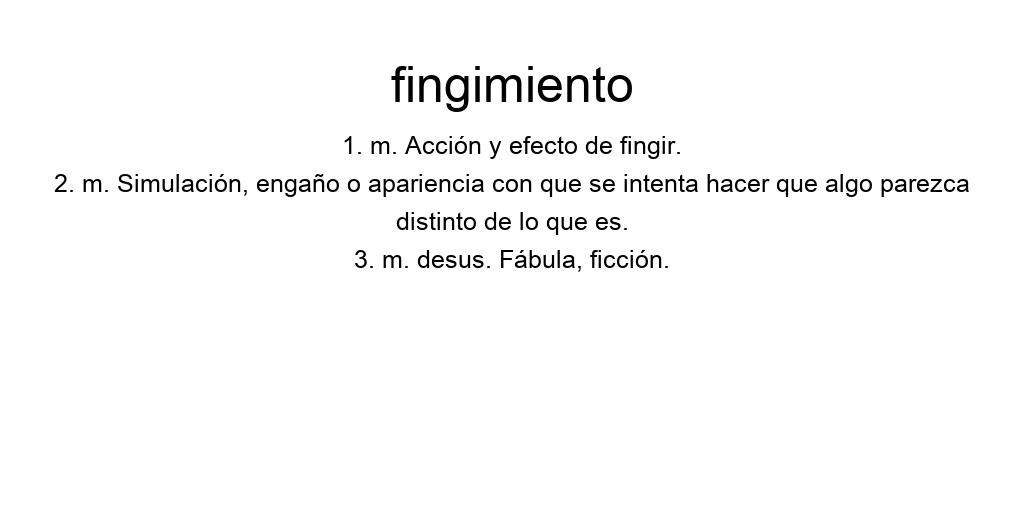 fingimiento
1. m. Acción y efecto de fingir.
2. m. Simulación, engaño o apariencia con que se intenta hacer que algo parezca
distinto de lo que es.
3. m. desus. Fábula, ficción.